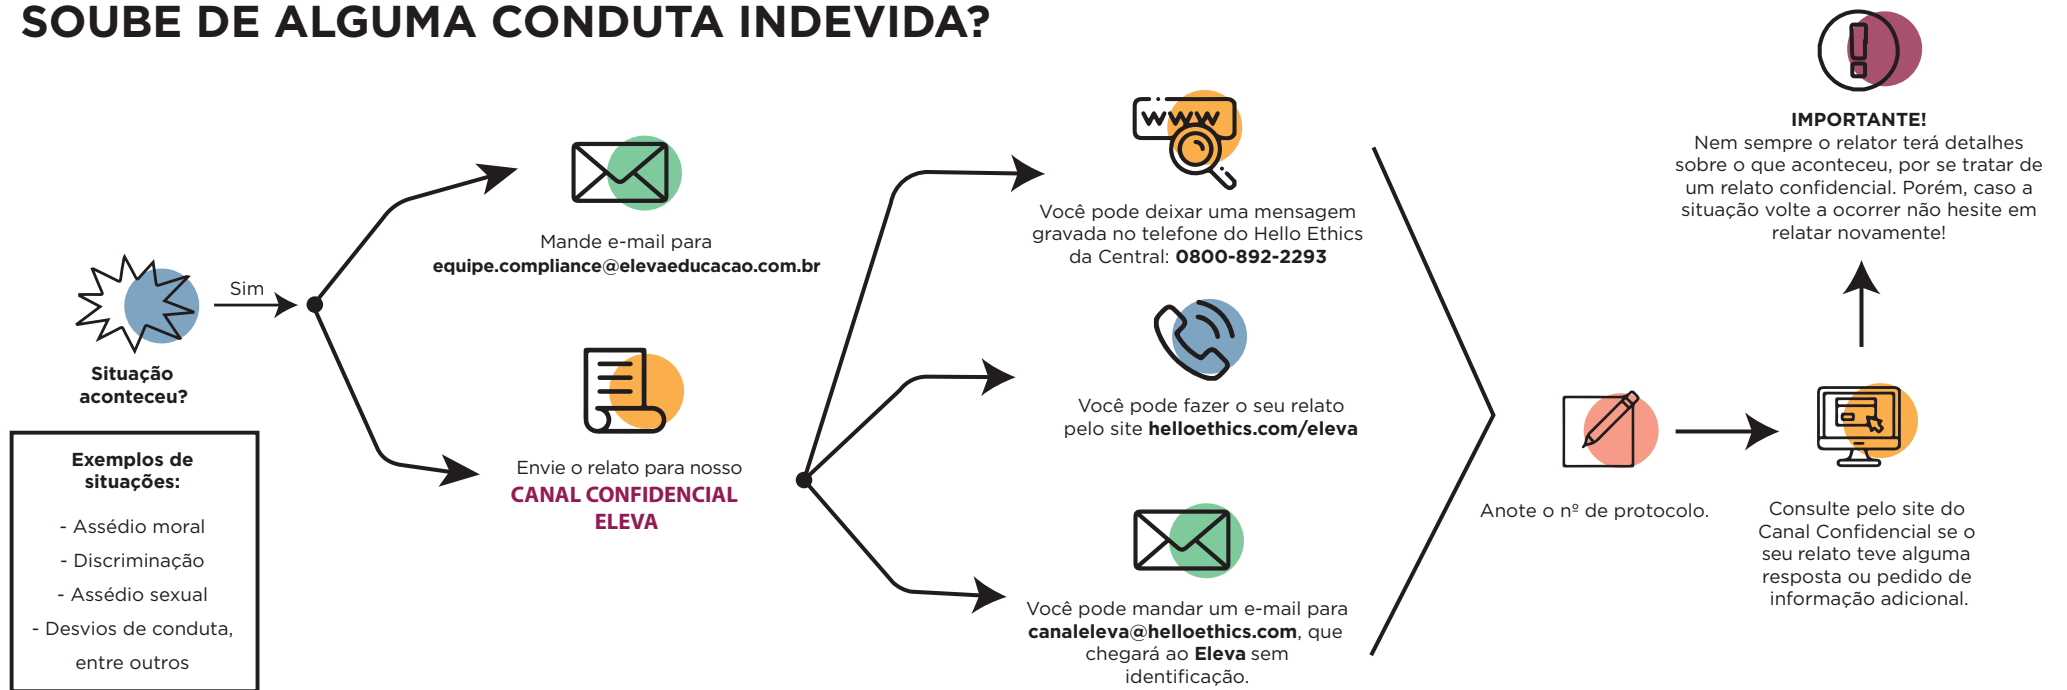 SOUBE DE ALGUMA CONDUTA INDEVIDA?
Situação
aconteceu?
Sim
Exemplos de
situações:
- Assédio moral
- Discriminação
- Assédio sexual
- Desvios de conduta,
entre outros
Mande e-mail para
equipe.compliance@elevaeducacao.com.br
Envie o relato para nosso
CANAL CONFIDENCIAL
ELEVA
www
Você pode deixar uma mensagem
gravada no telefone do Hello Ethics
da Central: 0800-892-2293
Você pode fazer o seu relato
pelo site helloethics.com/eleva
Você pode mandar um e-mail para
canaleleva@helloethics.com, que
chegará ao Eleva sem
identificação.
Anote o nº de protocolo.
Consulte pelo site do
Canal Confidencial se o
seu relato teve alguma
resposta ou pedido de
informação adicional.
!
IMPORTANTE!
Nem sempre o relator terá detalhes
sobre o que aconteceu, por se tratar de
um relato confidencial. Porém, caso a
situação volte a ocorrer não hesite em
relatar novamente!